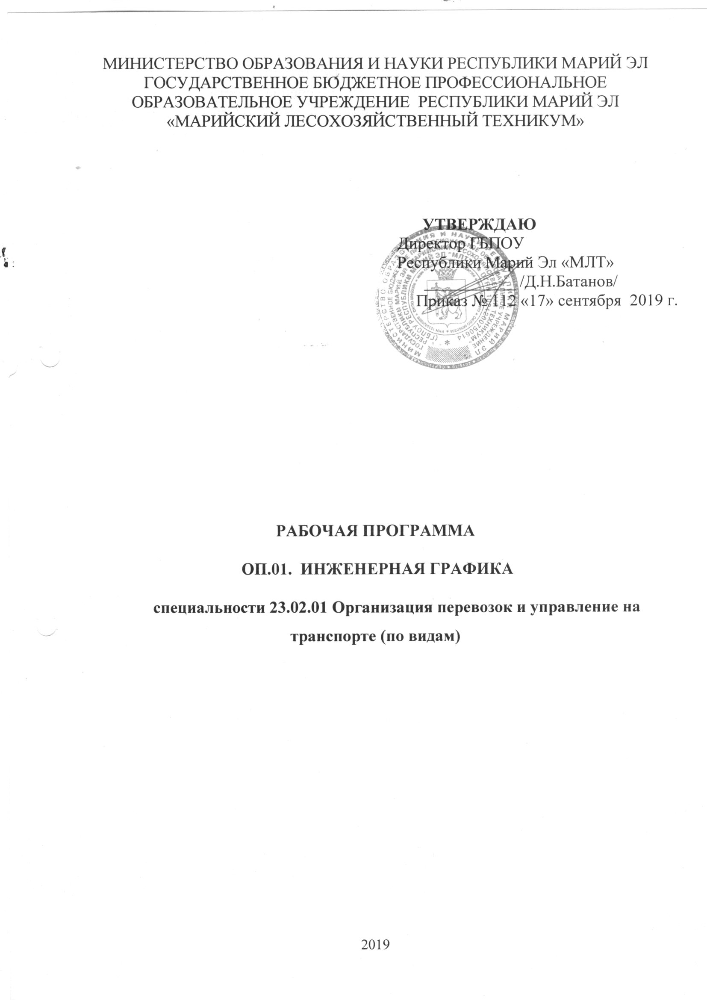 МИНИСТЕРСТВО ОБРАЗОВАНИЯ И НАУКИ РЕСПУБЛИКИ МАРИЙ ЭЛ
ГОСУДАРСТВЕННОЕ БЮДЖЕТНОЕ ПРОФЕССИОНАЛЬНОЕ
ОБРАЗОВАТЕЛЬНОЕ УЧРЕЖДЕНИЕ РЕСПУБЛИКИ МАРИЙ ЭЛ
«МАРИЙСКИЙ ЛЕСОХОЗЯЙСТВЕННЫЙ ТЕХНИКУМ»
УТВЕРЖДАЮ
Директор ГБПОУ
Республики Марий Эл «МЛТ»
___________ /Д.Н.Батанов/
Приказ № 112 «17» сентября 2019 г.
РАБОЧАЯ ПРОГРАММА
ОП.01. ИНЖЕНЕРНАЯ ГРАФИКА
специальности 23.02.01 Организация перевозок и управление на
транспорте (по видам)
2019